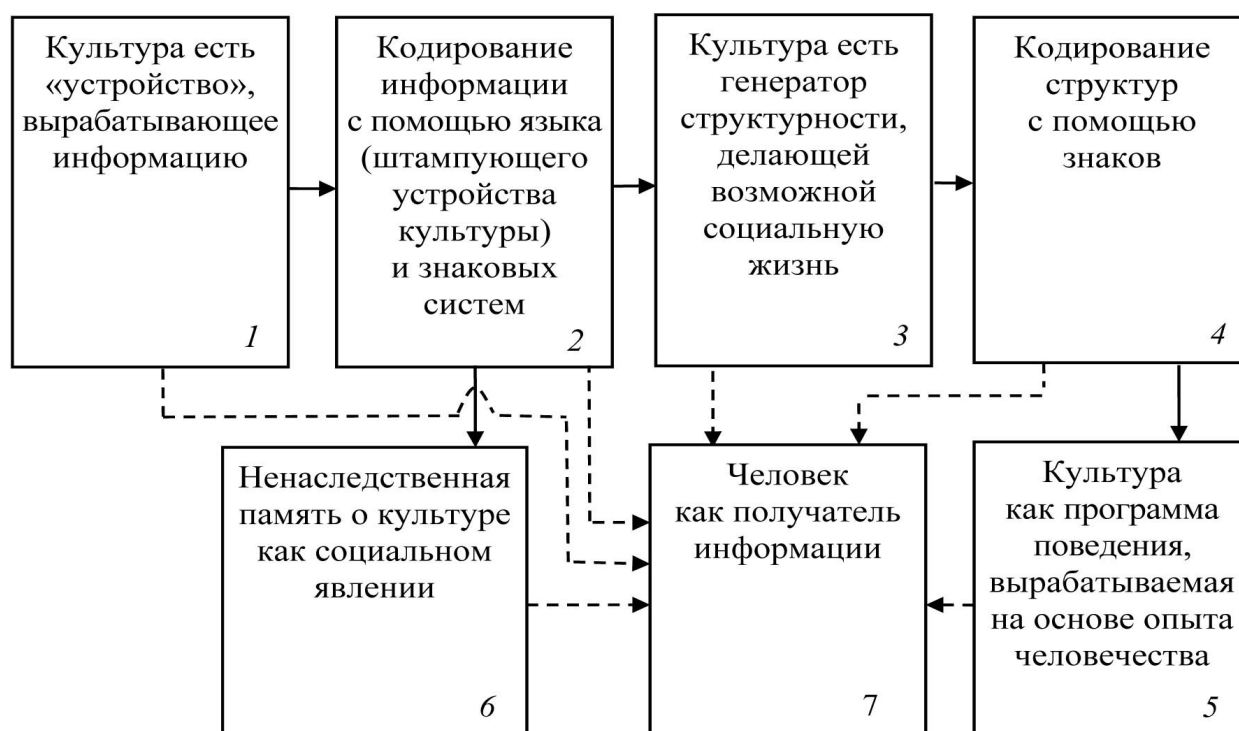 Культура есть
«устройство»,
вырабатывающее
информацию
1
Кодирование
информации
с помощью языка
(штампующего
устройства
культуры)
и знаковых
систем
2
Культура есть
генератор
структурности,
делающей
возможной
социальную
жизнь
3
Кодирование
структур
с помощью
знаков
4
Ненаследственная
память о культуре
как социальном
явлении
6
Человек
как получатель
информации
7
Культура
как программа
поведения,
вырабатываемая
на основе опыта
человечества
5